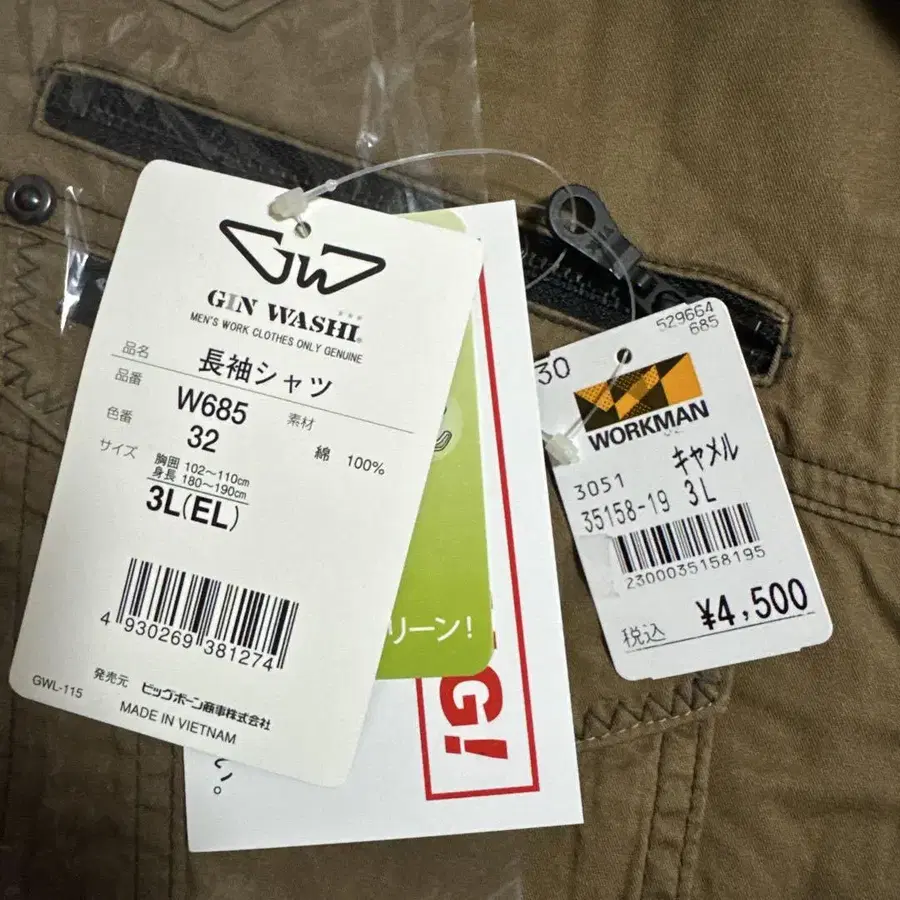 GIN WASHI
MEN'S WORK CLOTHES ONLY GENUINE
品名 長袖シャツ
品番 W685
色番 32
素材 綿 100%
サイズ 胸囲 102～110cm
身長 180～190cm
3L(EL)
4 930269 381274
GWL-115
発売元 ビッグボーン商事株式会社
MADE IN VIETNAM
リーン!
G!
30
529664
685
WORKMAN
キャメル
3051
35158-19 3L
2300035158195
税込 ¥4,500